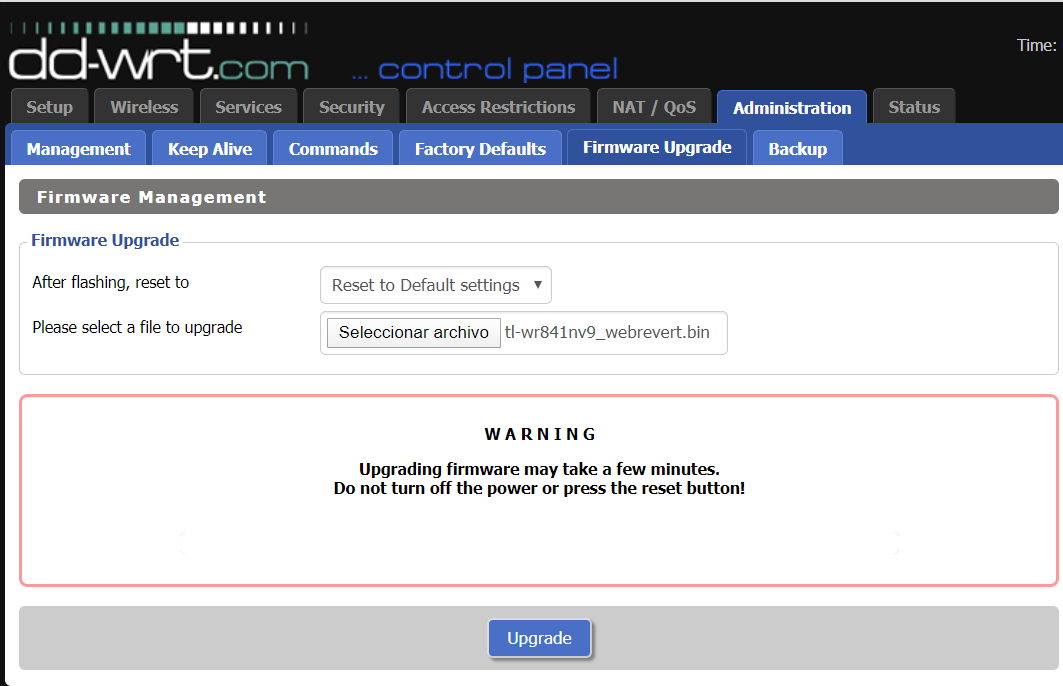 dd-wrt.com ... control panel
Time:
Setup Wireless Services Security Access Restrictions NAT / QoS Administration Status
Management Keep Alive Commands Factory Defaults Firmware Upgrade Backup
Firmware Management
Firmware Upgrade
After flashing, reset to Reset to Default settings
Please select a file to upgrade Seleccionar archivo tl-wr841nv9_webrevert.bin
W A R N I N G
Upgrading firmware may take a few minutes.
Do not turn off the power or press the reset button!
Upgrade